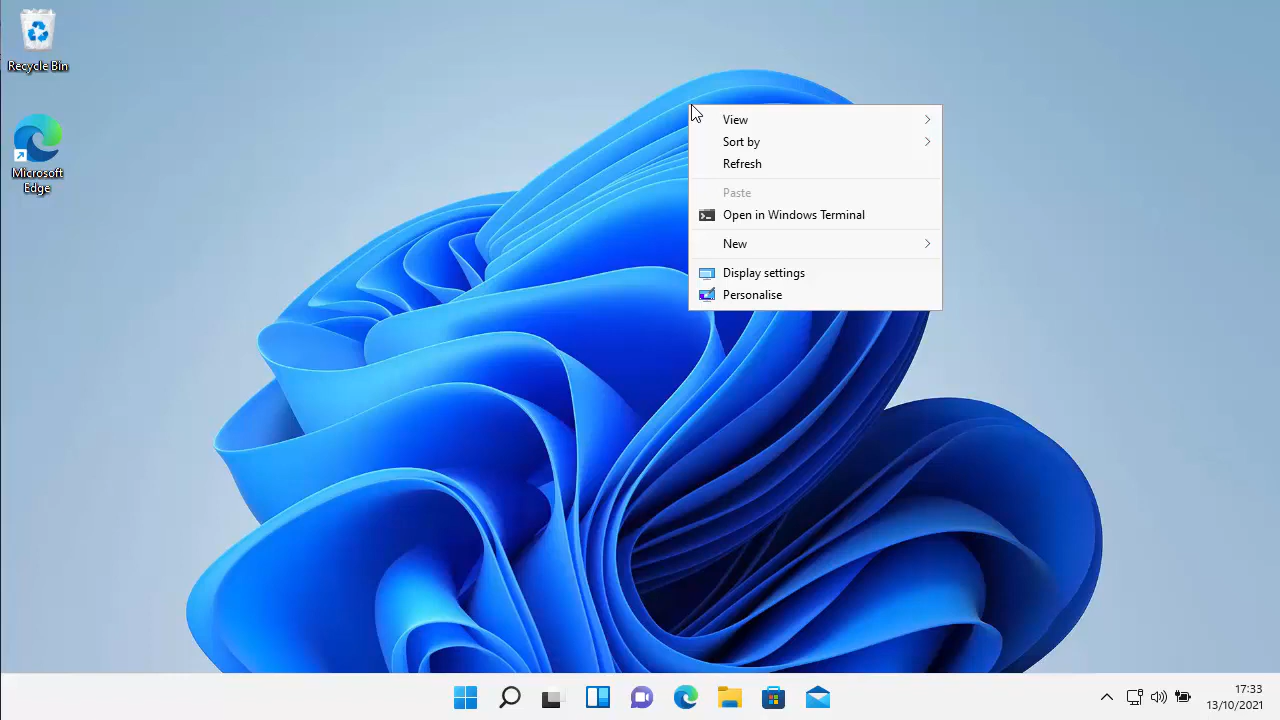 Recycle Bin
Microsoft
Edge
View
Sort by
Refresh
Paste
Open in Windows Terminal
New
Display settings
Personalise
17:33
13/10/2021